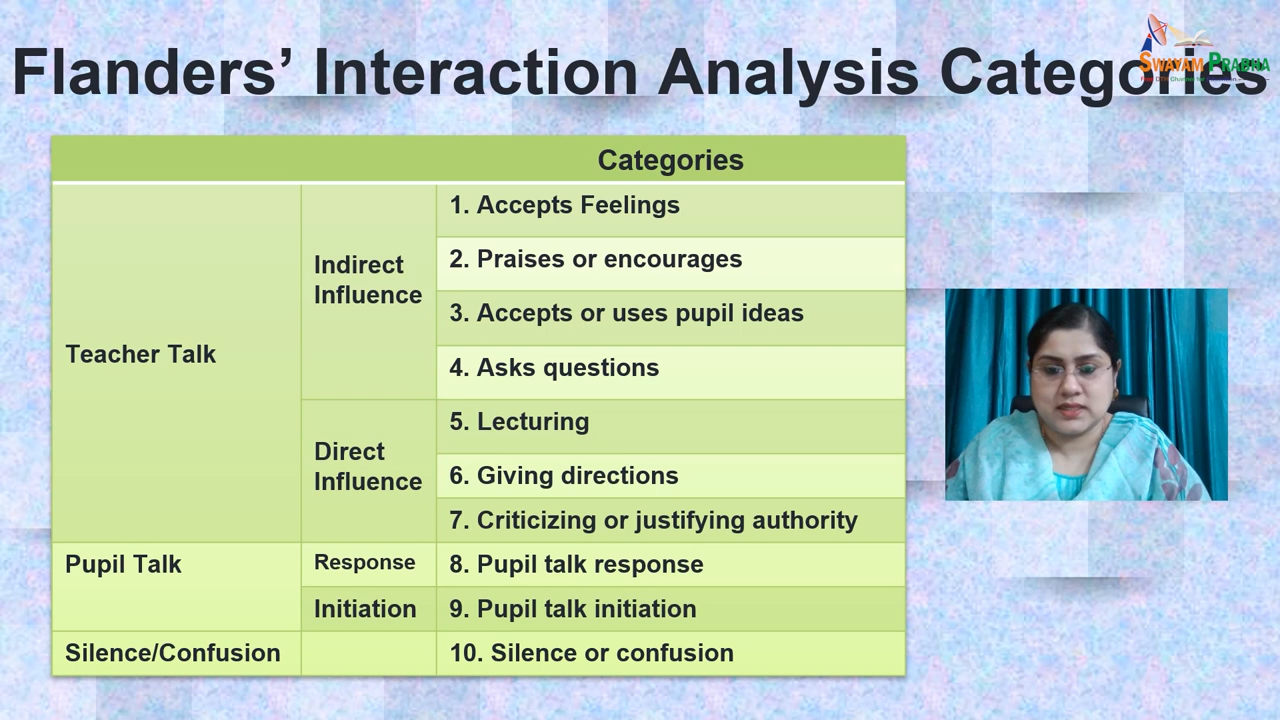 Flanders’ Interaction Analysis Categories
SWAYAM PRABHA
Categories
Teacher Talk
Indirect
Influence
1. Accepts Feelings
2. Praises or encourages
3. Accepts or uses pupil ideas
4. Asks questions
Direct
Influence
5. Lecturing
6. Giving directions
7. Criticizing or justifying authority
Pupil Talk
Response
8. Pupil talk response
Initiation
9. Pupil talk initiation
Silence/Confusion
10. Silence or confusion